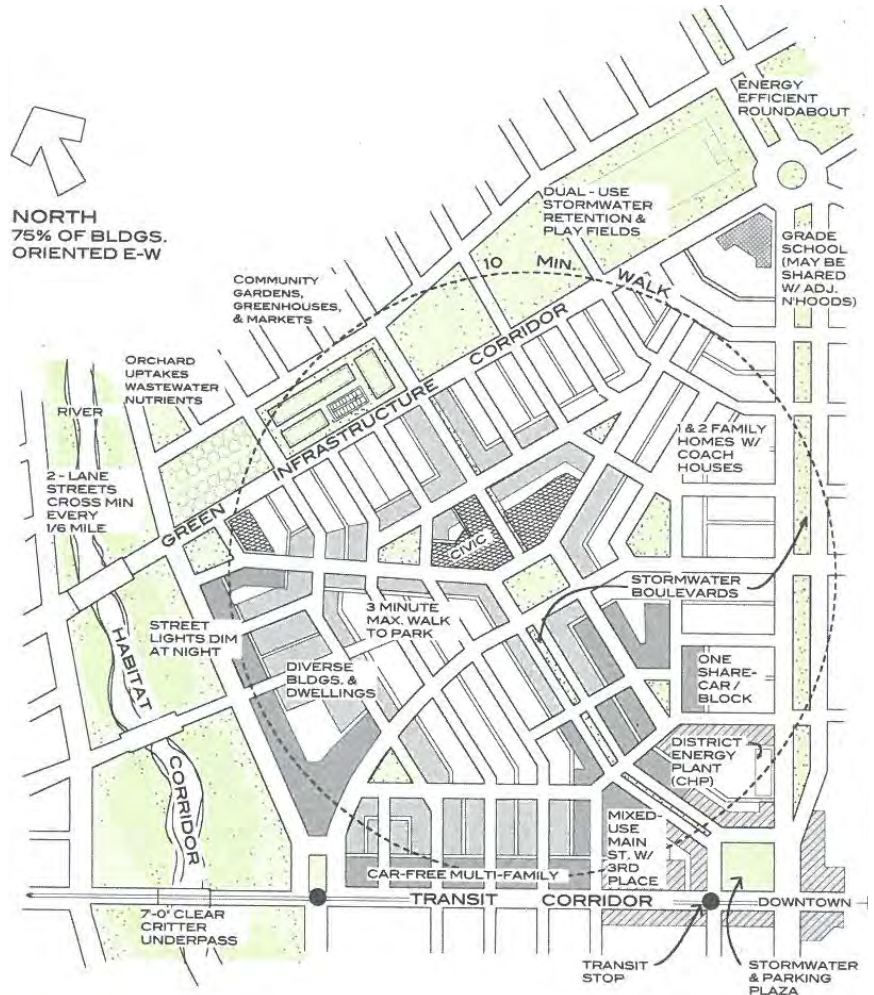 ENERGY
EFFICIENT
ROUNDABOUT
NORTH
75% OF BLDGS.
ORIENTED E-W
DUAL - USE
STORMWATER
RETENTION &
PLAY FIELDS
GRADE
SCHOOL
(MAY BE
SHARED
W/ ADJ.
N'HOODS)
10 MIN. WALK
COMMUNITY
GARDENS,
GREENHOUSES,
& MARKETS
ORCHARD
UPTAKES
WASTEWATER
NUTRIENTS
RIVER
2 - LANE
STREETS
CROSS MIN
EVERY
1/6 MILE
GREEN INFRASTRUCTURE CORRIDOR
1 & 2 FAMILY
HOMES W/
COACH
HOUSES
CIVIC
STORMWATER
BOULEVARDS
3 MINUTE
MAX. WALK
TO PARK
STREET
LIGHTS DIM
AT NIGHT
HABITAT CORRIDOR
DIVERSE
BLDGS. &
DWELLINGS
ONE
SHARE-
CAR /
BLOCK
DISTRICT
ENERGY
PLANT
(CHP)
MIXED-
USE MAIN
ST. W/
3RD
PLACE
CAR-FREE MULTI-FAMILY
TRANSIT CORRIDOR
DOWNTOWN
7'-0' CLEAR
CRITTER
UNDERPASS
TRANSIT
STOP
STORMWATER
& PARKING
PLAZA